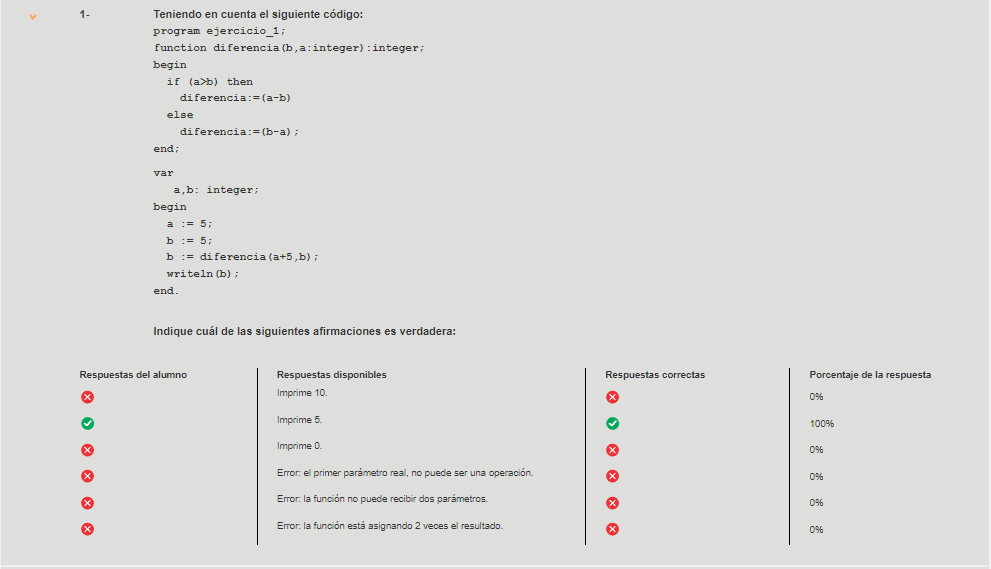 1- Teniendo en cuenta el siguiente código:
program ejercicio_1;
function diferencia(b,a:integer):integer;
begin
if (a>b) then
diferencia:=(a-b)
else
diferencia:=(b-a);
end;
var
a,b: integer;
begin
a := 5;
b := 5;
b := diferencia(a+5,b);
writeln(b);
end.
Indique cuál de las siguientes afirmaciones es verdadera:
Respuestas del alumno Respuestas disponibles Respuestas correctas Porcentaje de la respuesta
Imprime 10. 0%
Imprime 5. 100%
Imprime 0. 0%
Error: el primer parámetro real, no puede ser una operación. 0%
Error: la función no puede recibir dos parámetros. 0%
Error: la función está asignando 2 veces el resultado. 0%